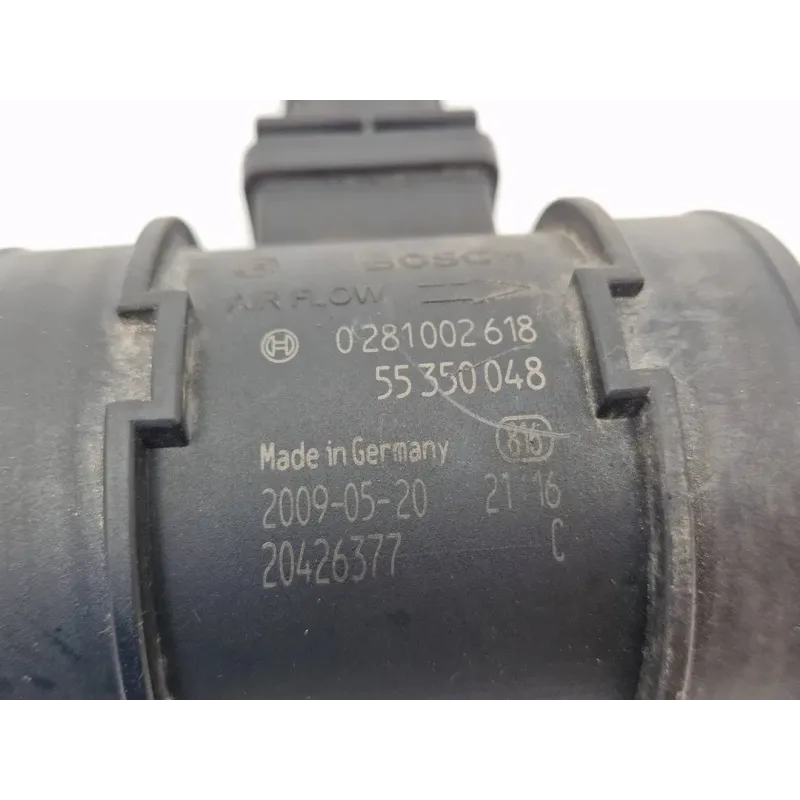 BOSCH
AIR FLOW
0 281 002 618
55 350 048
Made in Germany 816
2009-05-20 21 16
20426377 C